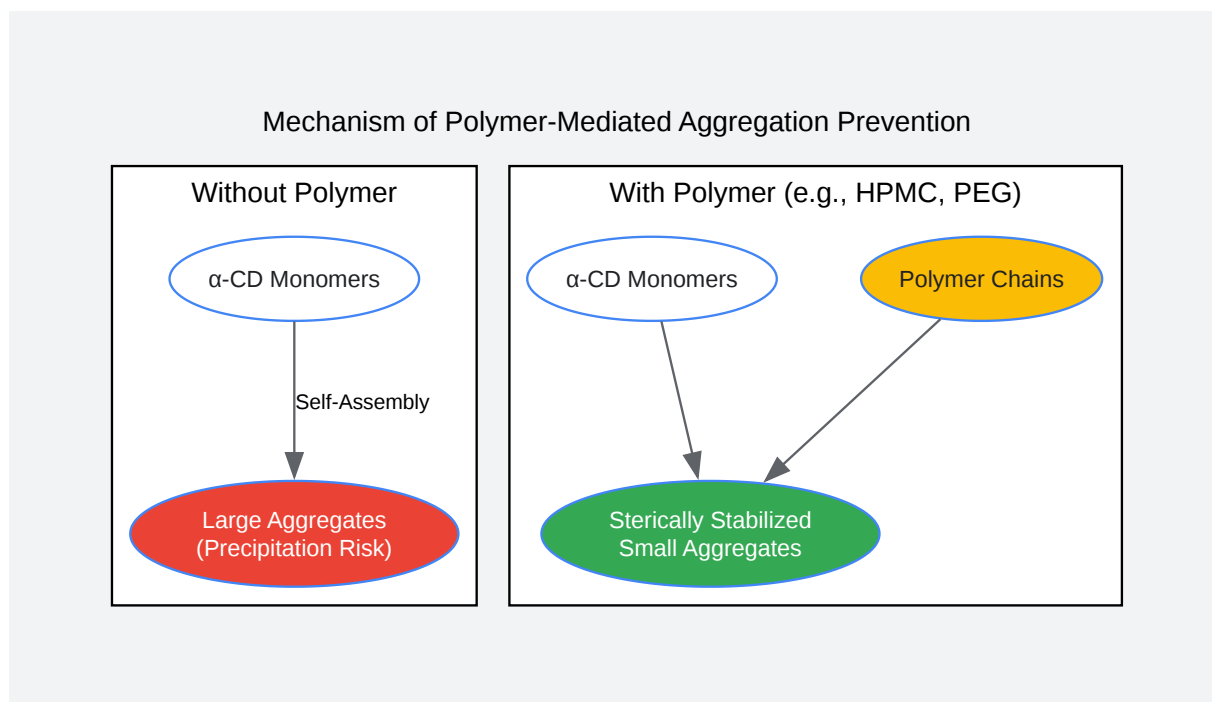 Mechanism of Polymer-Mediated Aggregation Prevention
Without Polymer
α-CD Monomers
Self-Assembly
Large Aggregates
(Precipitation Risk)
With Polymer (e.g., HPMC, PEG)
α-CD Monomers
Polymer Chains
Sterically Stabilized
Small Aggregates